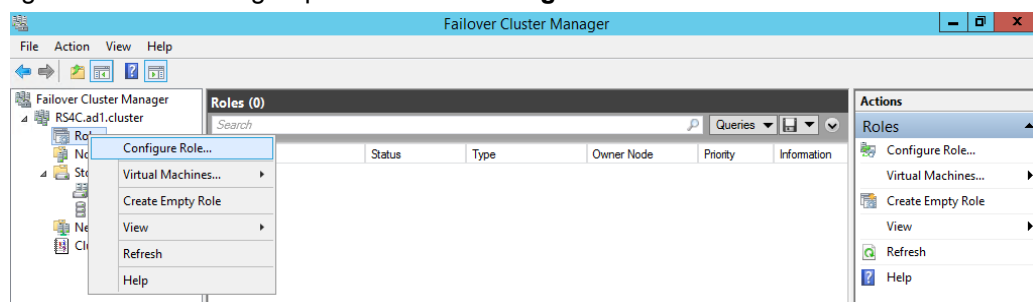 Failover Cluster Manager
File Action View Help
Failover Cluster Manager
RS4C.ad1.cluster
Roles (0)
Search
Queries
Status Type Owner Node Priority Information
Configure Role...
Virtual Machines...
Create Empty Role
View
Refresh
Help
Actions
Roles
Configure Role...
Virtual Machines...
Create Empty Role
View
Refresh
Help